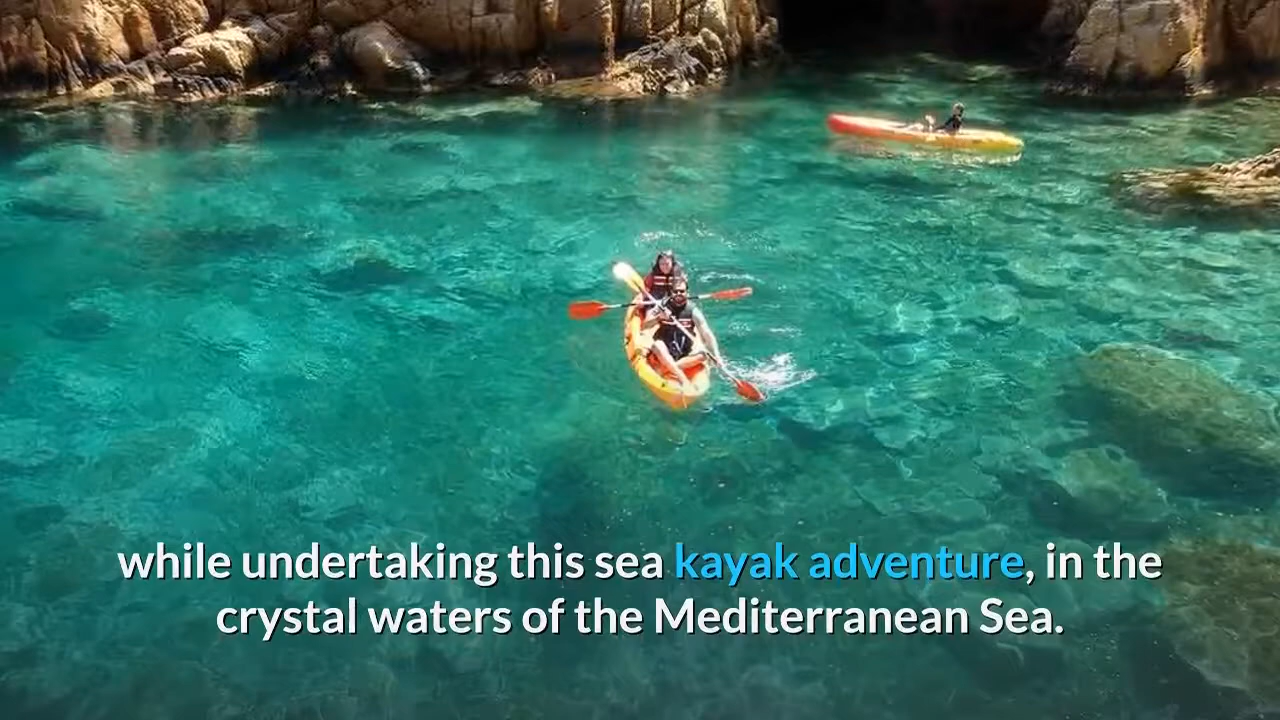 while undertaking this sea kayak adventure, in the
crystal waters of the Mediterranean Sea.